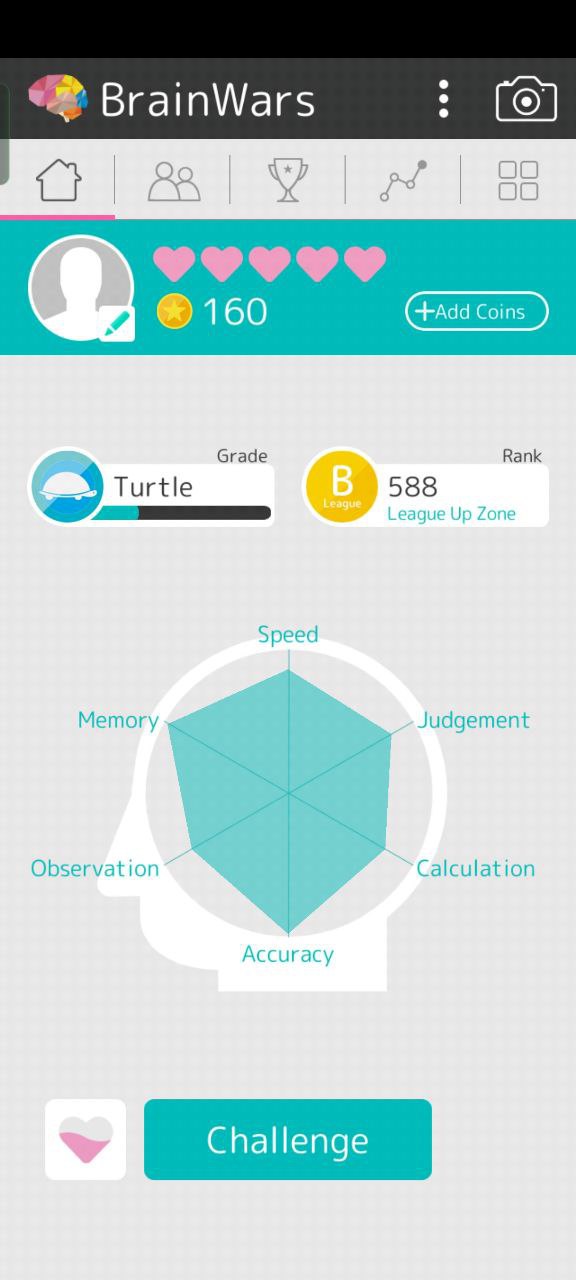 BrainWars
160
+Add Coins
Grade
Turtle
Rank
B
League
588
League Up Zone
Speed
Memory
Judgement
Observation
Calculation
Accuracy
Challenge